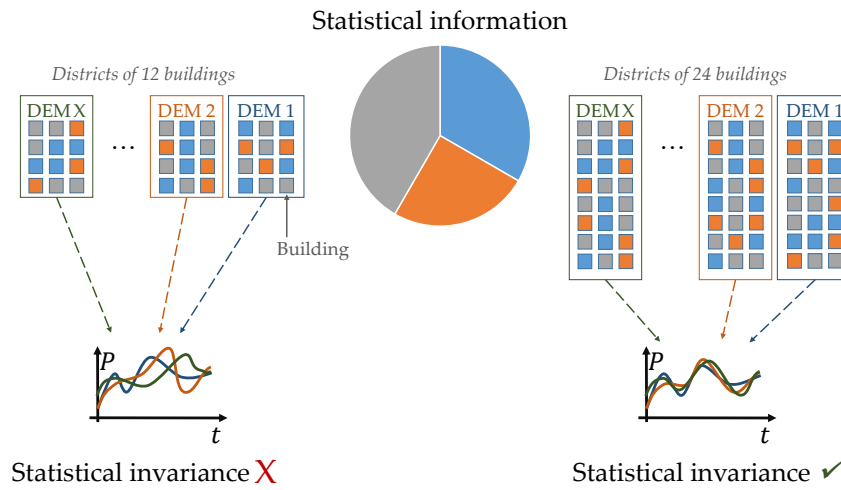 Statistical information
Districts of 12 buildings
Districts of 24 buildings
DEM X
...
DEM 2
DEM 1
DEM X
...
DEM 2
DEM 1
Building
P
t
P
t
Statistical invariance X
Statistical invariance ✓